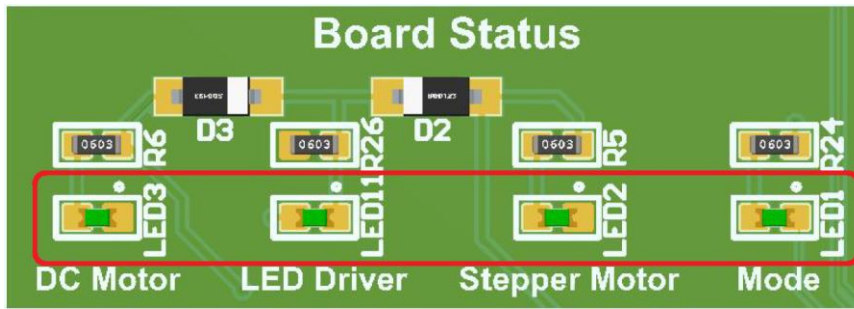 Board Status
D3
D2
0603
R6
0603
R26
0603
R5
0603
R24
LED3
LED11
LED2
LED1
DC Motor
LED Driver
Stepper Motor
Mode